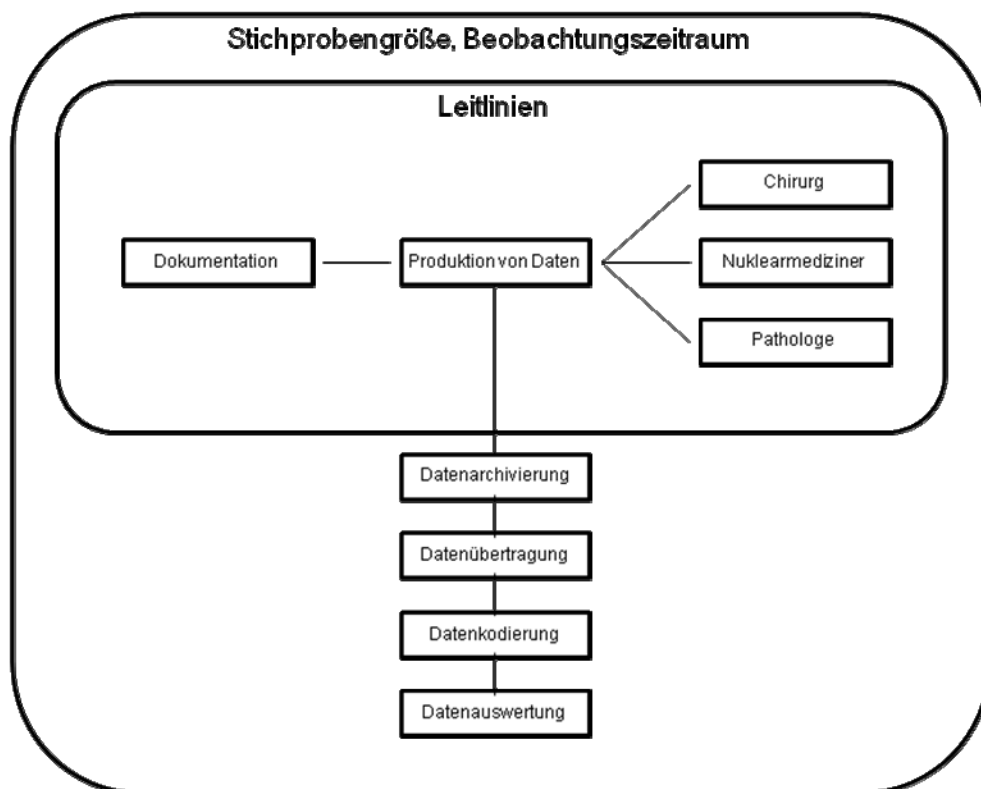 Stichprobengröße, Beobachtungszeitraum
Leitlinien
Chirurg
Dokumentation
Produktion von Daten
Nuklearmediziner
Pathologe
Datenarchivierung
Datenübertragung
Datenkodierung
Datenauswertung